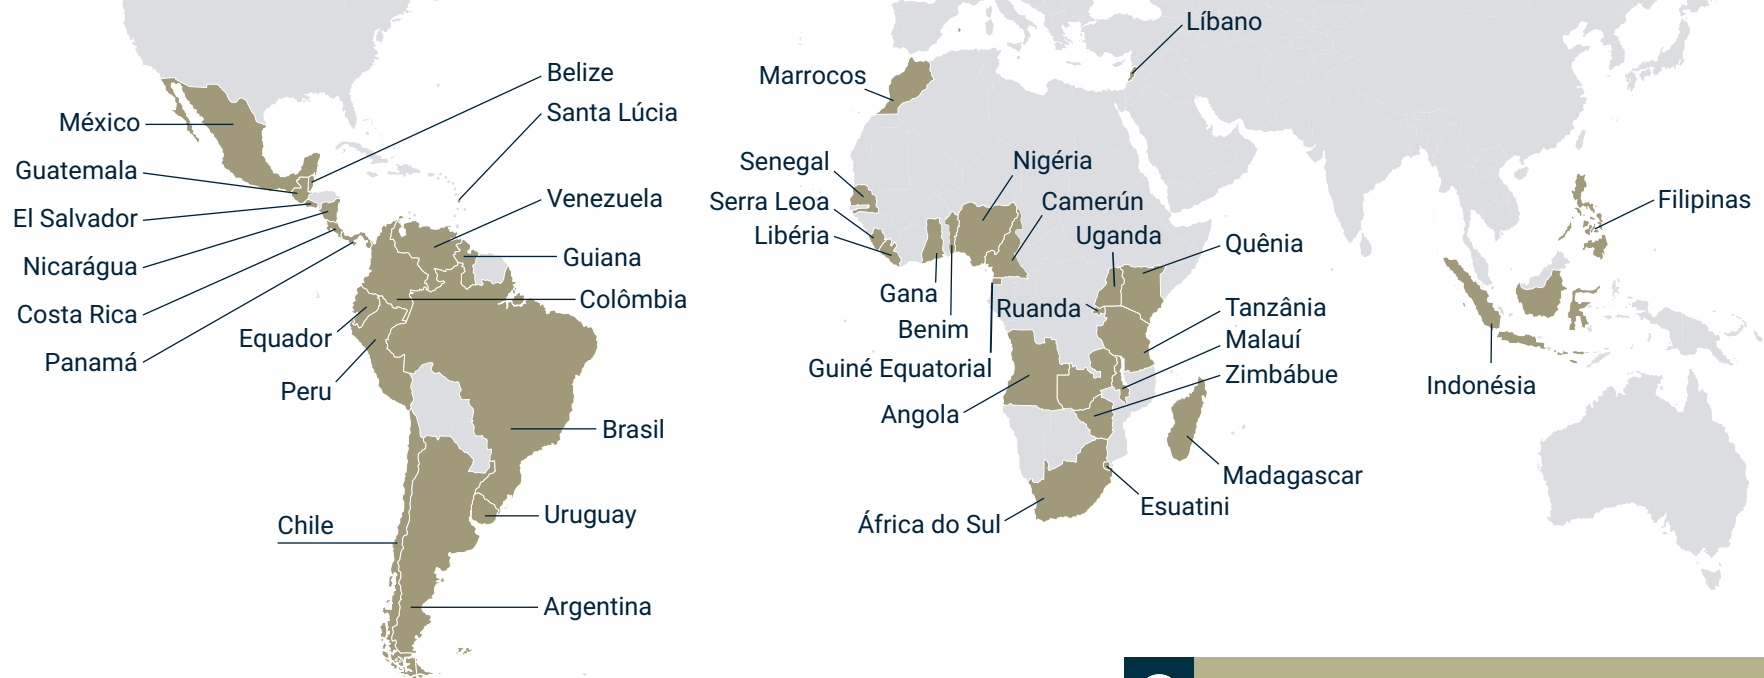 México
Guatemala
El Salvador
Nicarágua
Costa Rica
Panamá
Belize
Santa Lúcia
Venezuela
Guiana
Colômbia
Equador
Peru
Brasil
Chile
Uruguay
Argentina
Líbano
Marrocos
Senegal
Serra Leoa
Libéria
Nigéria
Camerún
Uganda
Quênia
Gana
Benim
Ruanda
Guiné Equatorial
Angola
Tanzânia
Malauí
Zimbábue
Madagascar
Esuatini
África do Sul
Filipinas
Indonésia